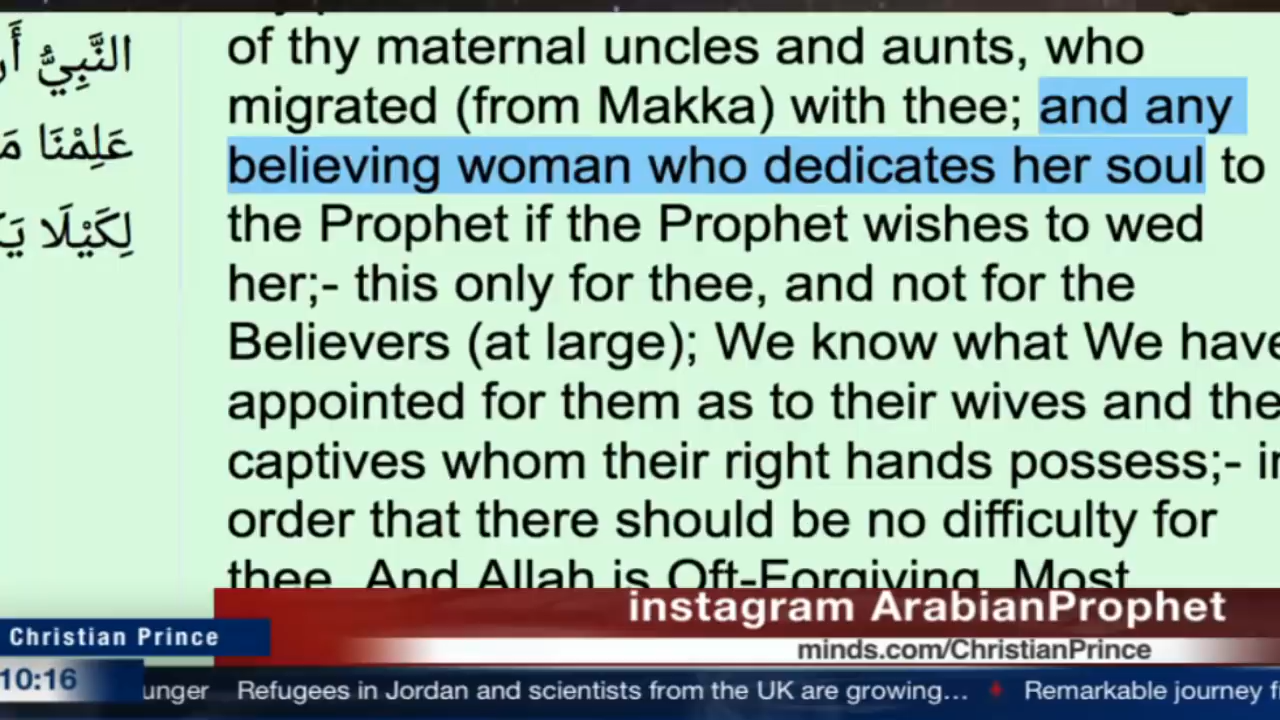 of thy maternal uncles and aunts, who
migrated (from Makka) with thee; and any
believing woman who dedicates her soul to
the Prophet if the Prophet wishes to wed
her;- this only for thee, and not for the
Believers (at large); We know what We have
appointed for them as to their wives and the
captives whom their right hands possess;- in
order that there should be no difficulty for
thee. And Allah is Oft-Forgiving, Most
النَّبِيُّ
عَلِمْنَا
لِكَيْلَا
instagram ArabianProphet
Christian Prince
minds.com/ChristianPrince
10:16
unger Refugees in Jordan and scientists from the UK are growing... Remarkable journey